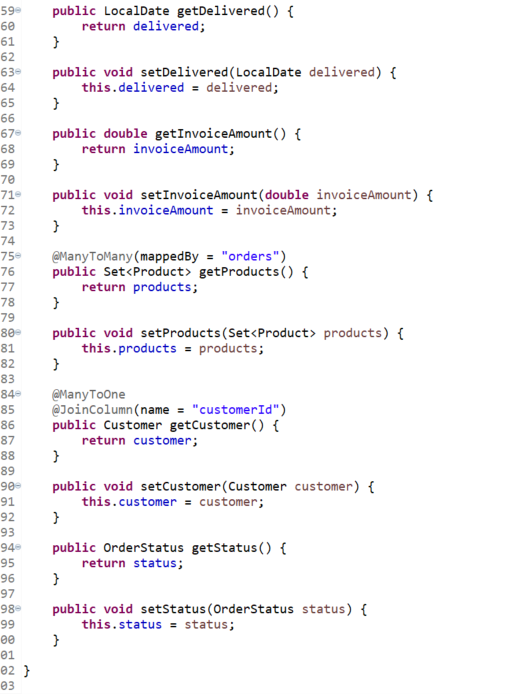 59 public LocalDate getDelivered() {
60 return delivered;
61 }
62
63 public void setDelivered(LocalDate delivered) {
64 this.delivered = delivered;
65 }
66
67 public double getInvoiceAmount() {
68 return invoiceAmount;
69 }
70
71 public void setInvoiceAmount(double invoiceAmount) {
72 this.invoiceAmount = invoiceAmount;
73 }
74
75 @ManyToMany(mappedBy = "orders")
76 public Set<Product> getProducts() {
77 return products;
78 }
79
80 public void setProducts(Set<Product> products) {
81 this.products = products;
82 }
83
84 @ManyToOne
85 @JoinColumn(name = "customerId")
86 public Customer getCustomer() {
87 return customer;
88 }
89
90 public void setCustomer(Customer customer) {
91 this.customer = customer;
92 }
93
94 public OrderStatus getStatus() {
95 return status;
96 }
97
98 public void setStatus(OrderStatus status) {
99 this.status = status;
00 }
01
02 }
03